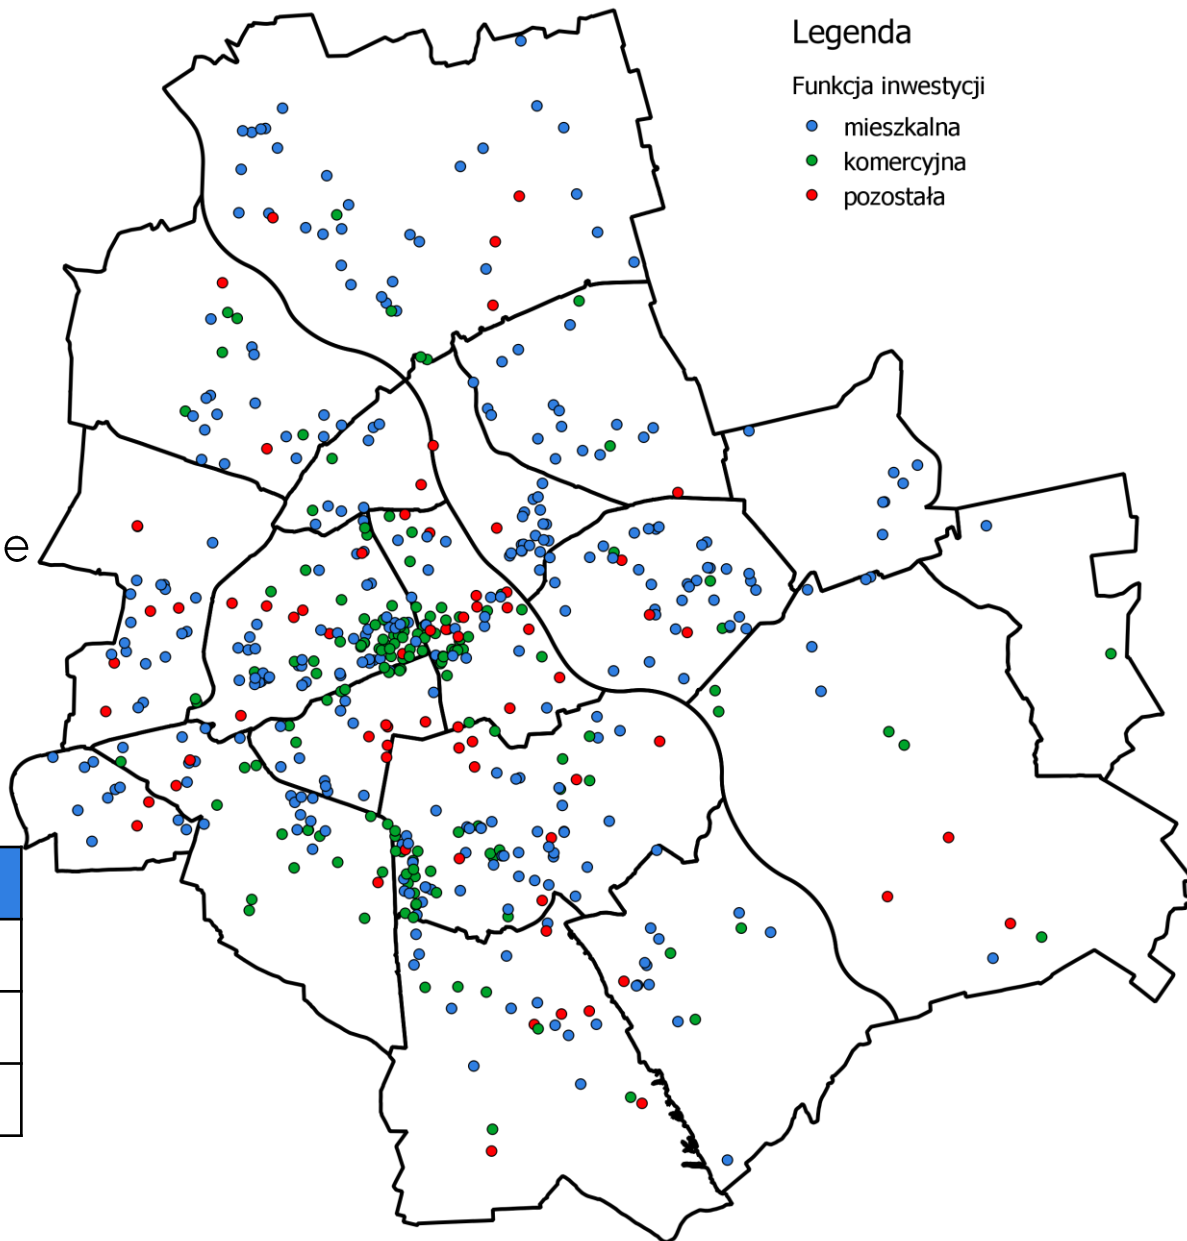 Legenda
Funkcja inwestycji
mieszkalna
komercyjna
pozostała
e